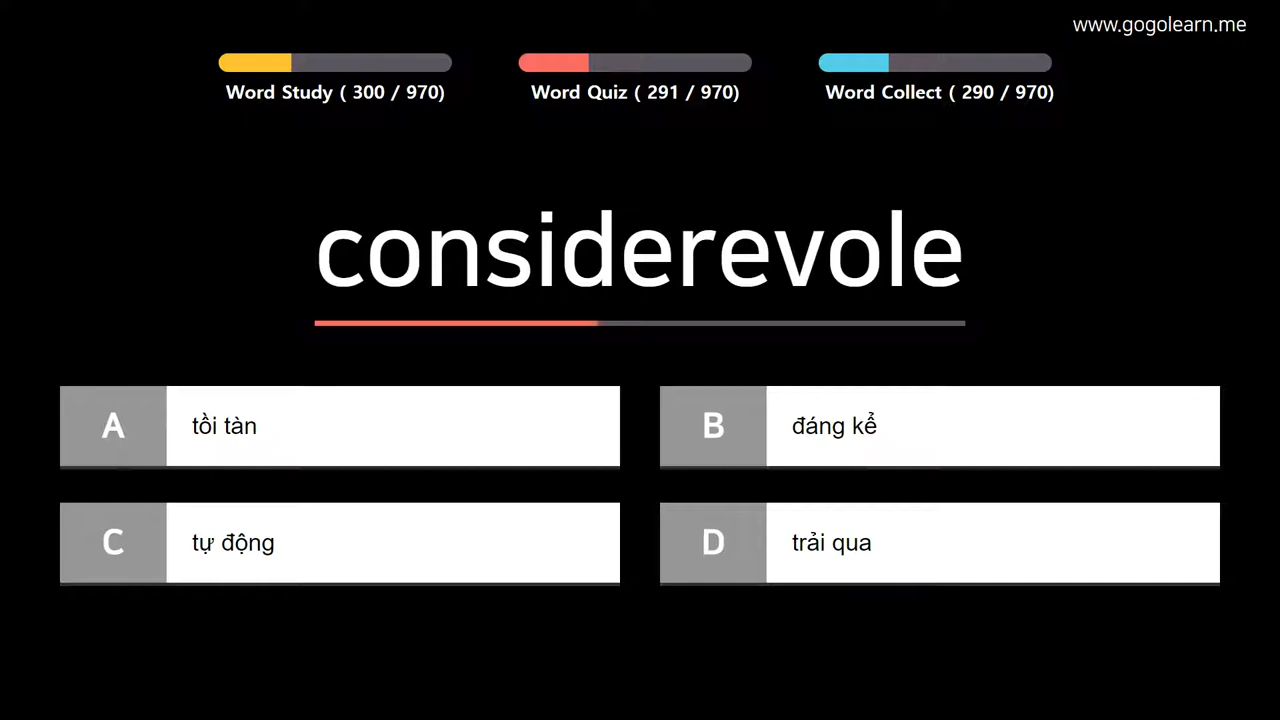 www.gogolearn.me
Word Study ( 300 / 970)
Word Quiz ( 291 / 970)
Word Collect ( 290 / 970)
considerevole
A tồi tàn
B đáng kể
C tự động
D trải qua